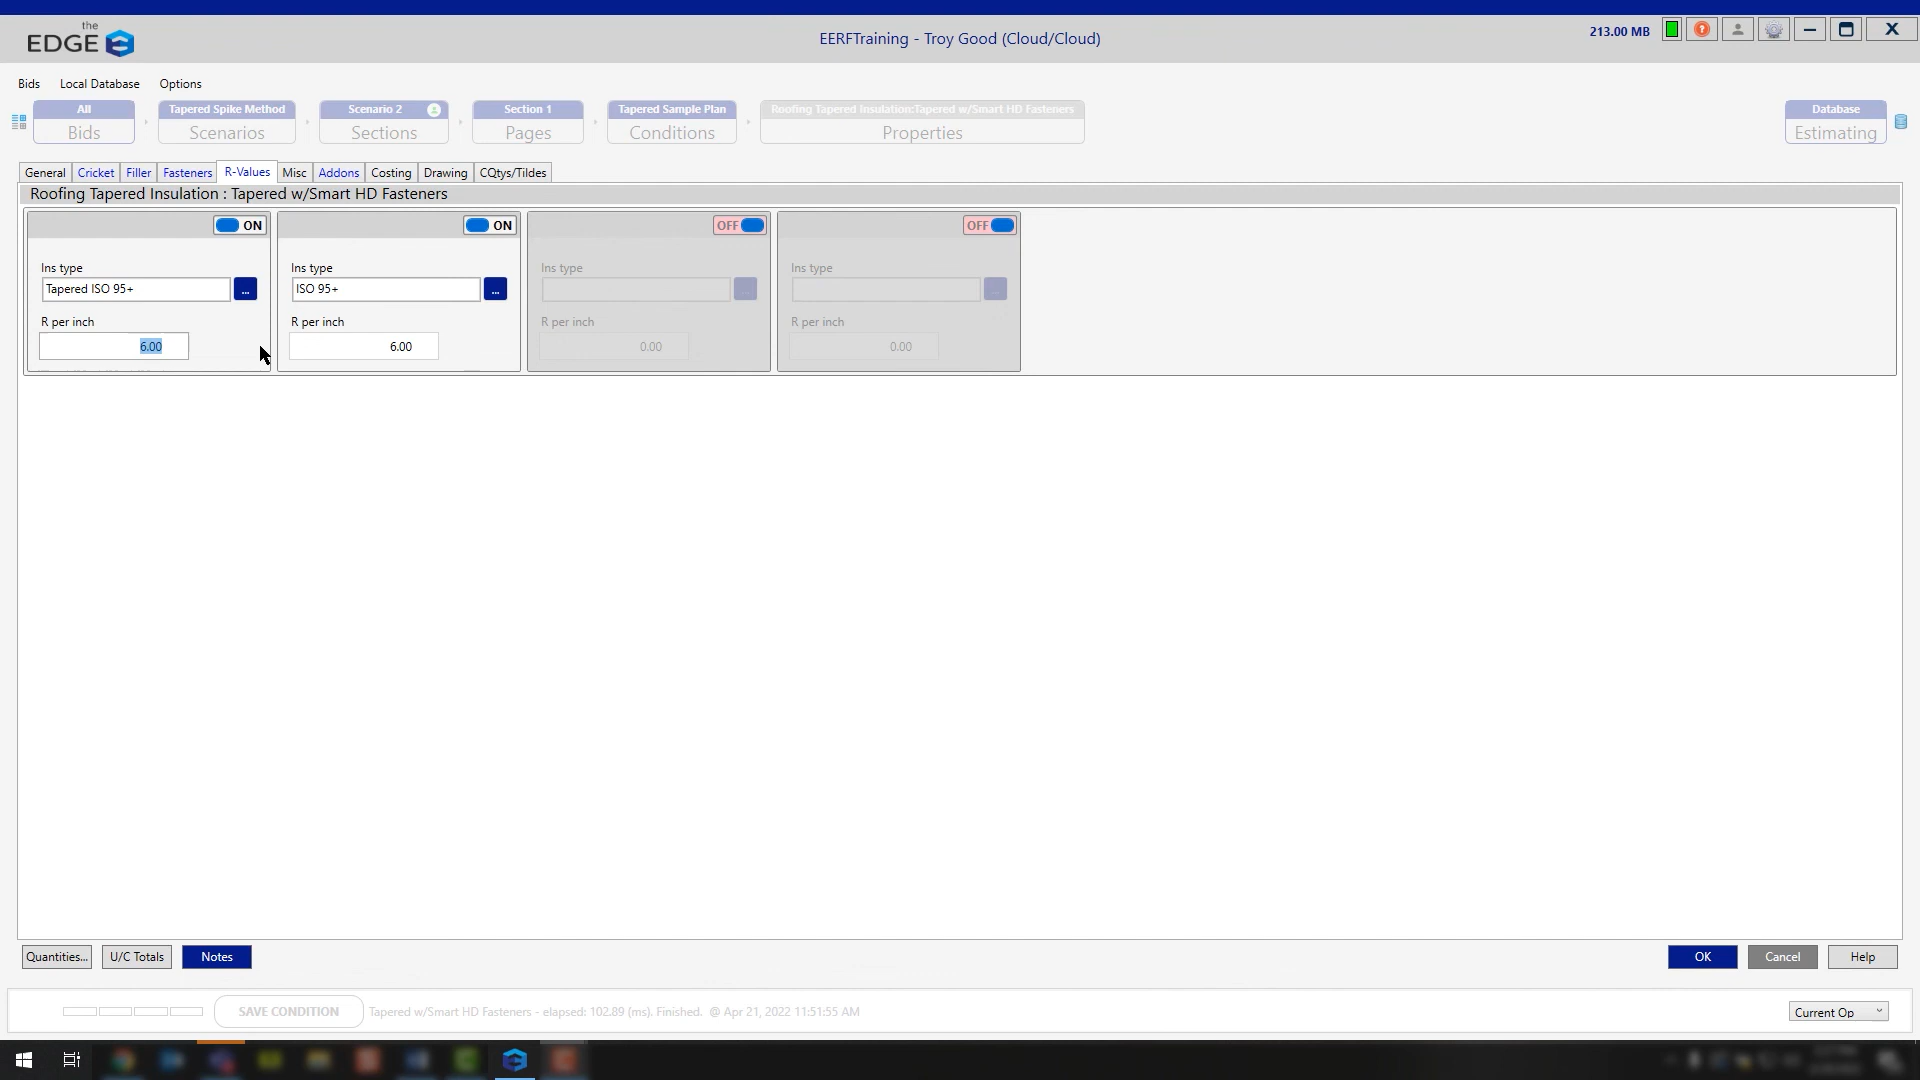 the
EDGE
EERFTraining - Troy Good (Cloud/Cloud)
213.00 MB
Bids Local Database Options
All
Bids
Tapered Spike Method
Scenarios
Scenario 2
Sections
Section 1
Pages
Tapered Sample Plan
Conditions
Roofing Tapered Insulation:Tapered w/Smart HD Fasteners
Properties
Database
Estimating
General Cricket Filler Fasteners R-Values Misc Addons Costing Drawing CQtys/Tildes
Roofing Tapered Insulation : Tapered w/Smart HD Fasteners
ON ON OFF OFF
Ins type Ins type Ins type Ins type
Tapered ISO 95+ ... ISO 95+ ... ... ...
R per inch R per inch R per inch R per inch
6.00 6.00 0.00 0.00
Quantities... U/C Totals Notes OK Cancel Help
SAVE CONDITION Tapered w/Smart HD Fasteners - elapsed: 102.89 (ms). Finished. @ Apr 21, 2022 11:51:55 AM Current Op